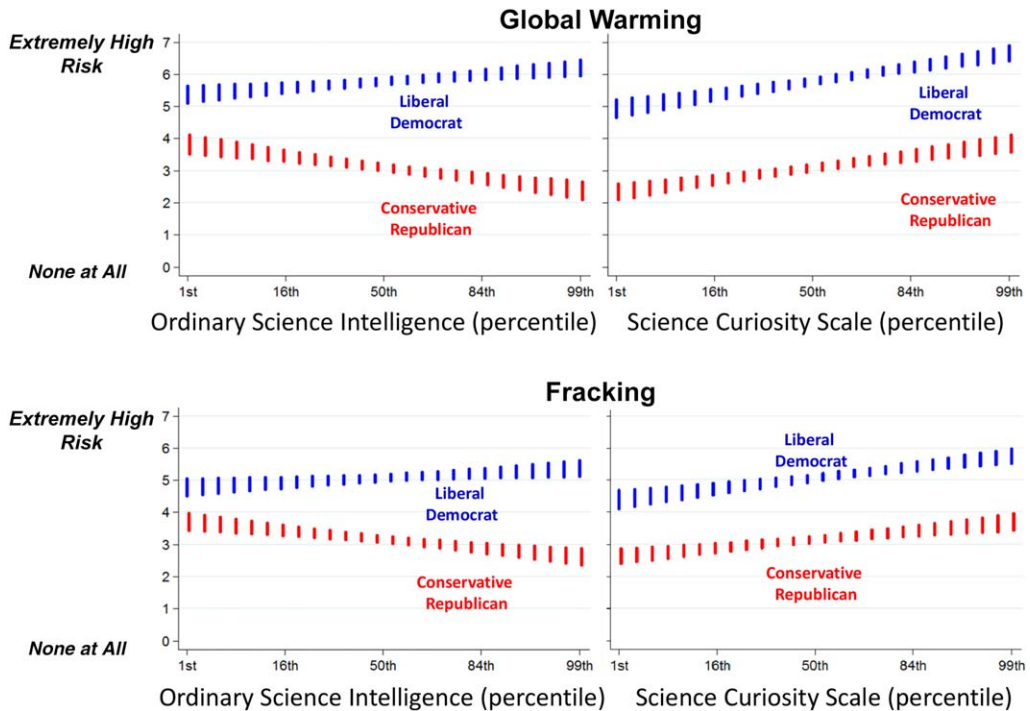 Global Warming
Extremely High
Risk
7
6
5
4
3
2
1
0
Liberal
Democrat
Conservative
Republican
Liberal
Democrat
Conservative
Republican
None at All
1st 16th 50th 84th 99th
1st 16th 50th 84th 99th
Ordinary Science Intelligence (percentile)
Science Curiosity Scale (percentile)
Fracking
Extremely High
Risk
7
6
5
4
3
2
1
0
Liberal
Democrat
Conservative
Republican
Liberal
Democrat
Conservative
Republican
None at All
1st 16th 50th 84th 99th
1st 16th 50th 84th 99th
Ordinary Science Intelligence (percentile)
Science Curiosity Scale (percentile)